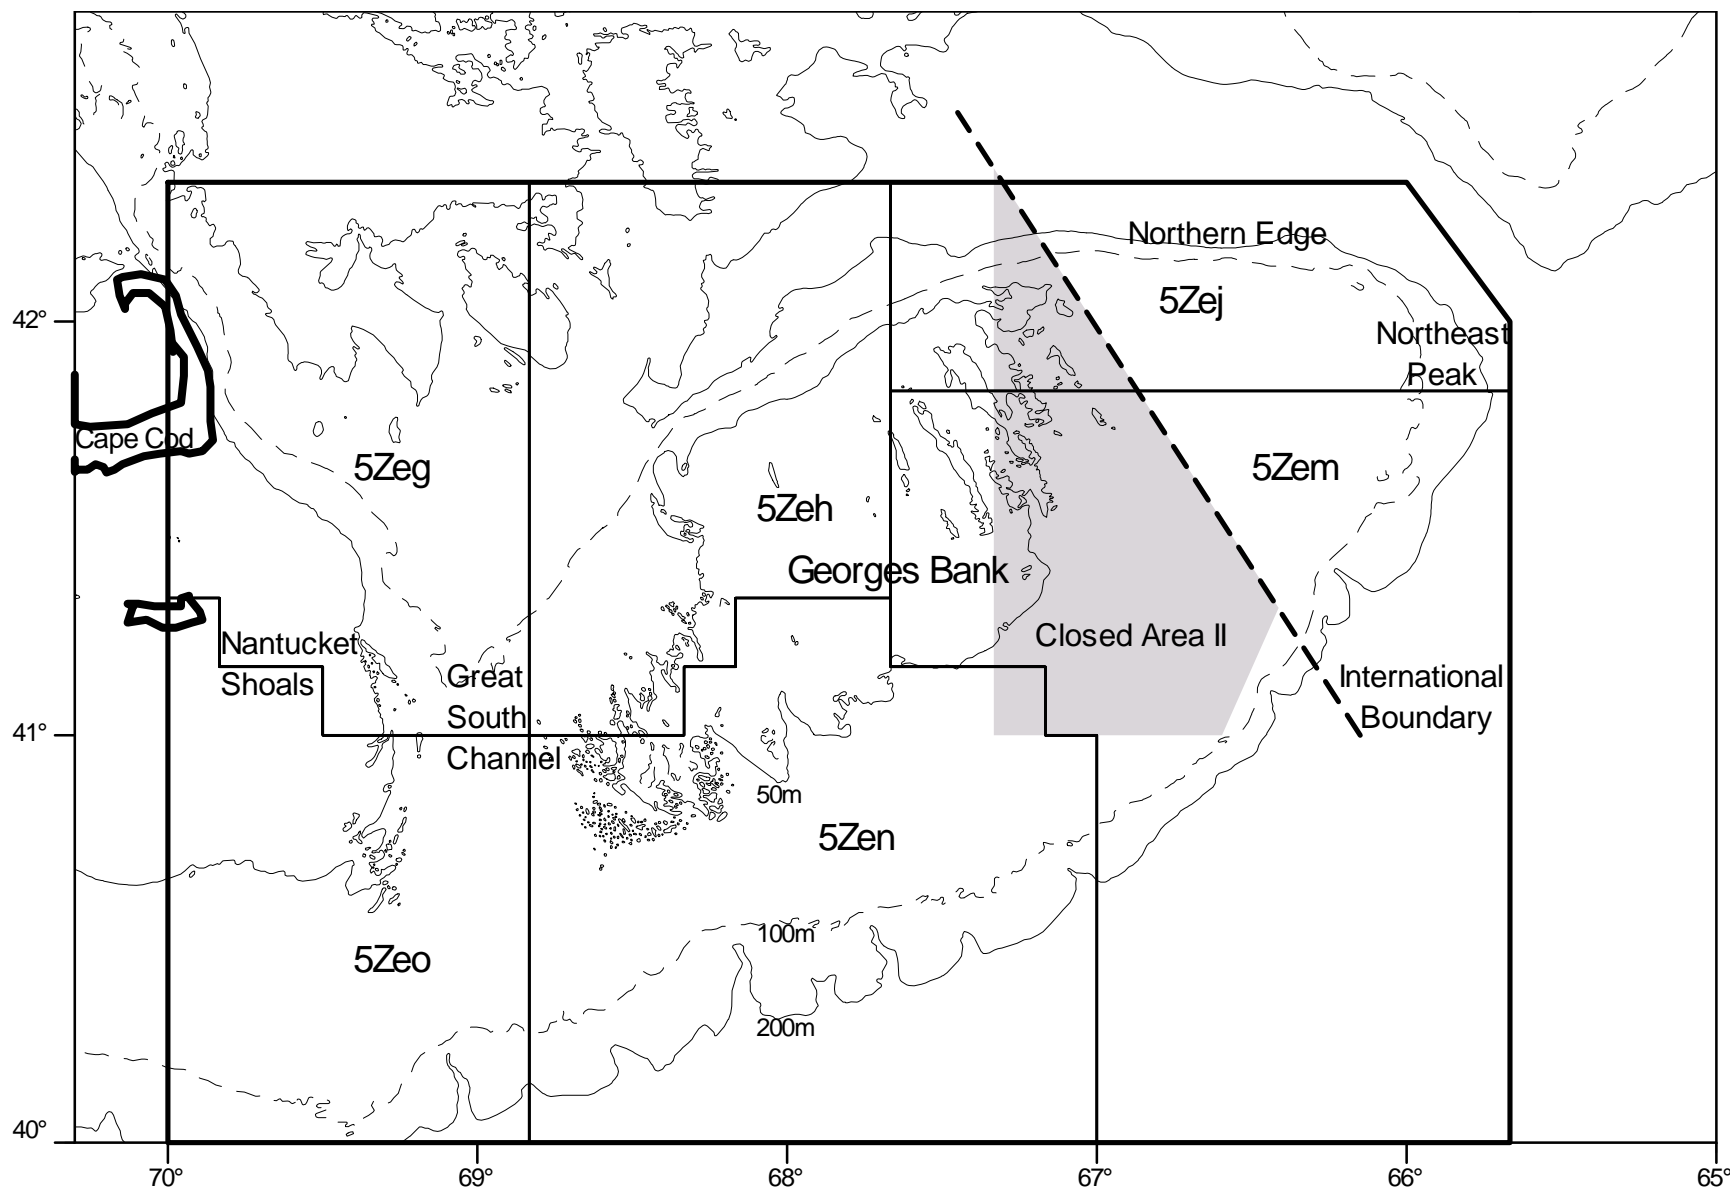 Northern Edge
5Zej
42°
Northeast
Peak
Cape Cod
5Zeg
5Zem
5Zeh
Georges Bank
Closed Area II
Nantucket
Shoals
Great
South
Channel
International
Boundary
41°
50m
5Zen
100m
5Zeo
200m
40°
70°
69°
68°
67°
66°
65°